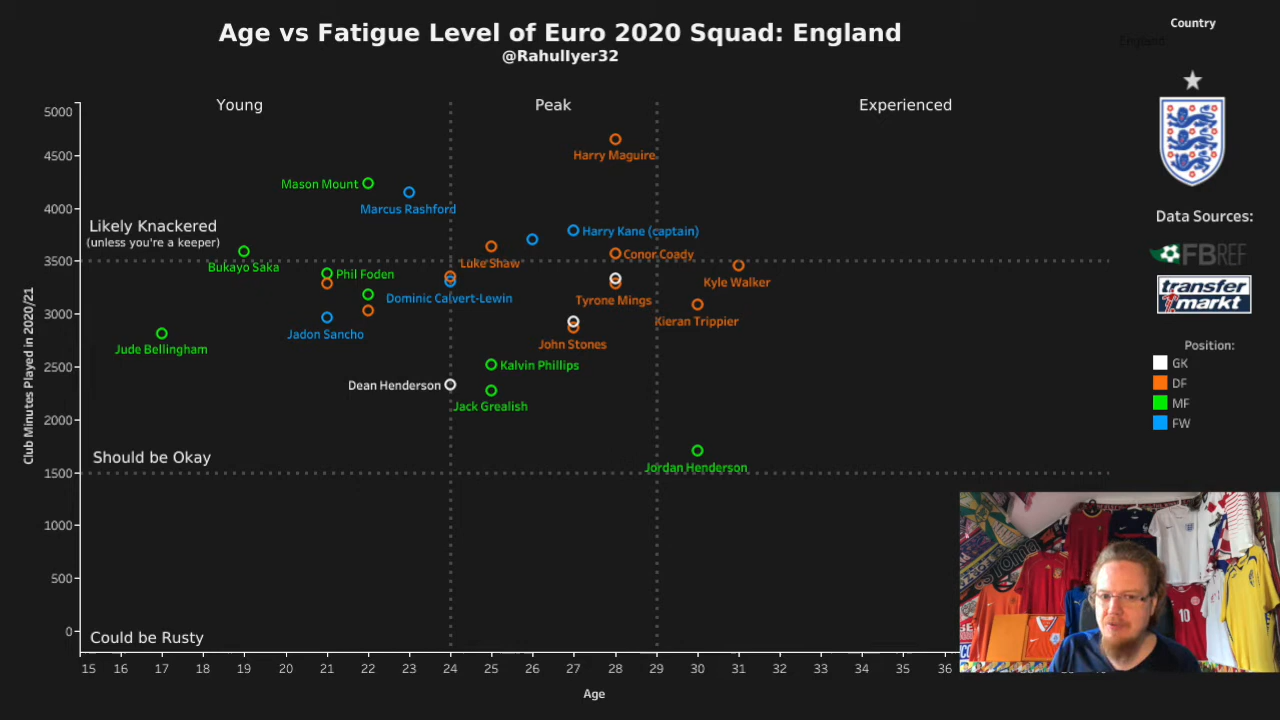 Age vs Fatigue Level of Euro 2020 Squad: England
@RahulIyer32
Country
England
Young
Peak
Experienced
5000
4500
4000
3500
3000
2500
2000
1500
1000
500
0
Club Minutes Played in 2020/21
Harry Maguire
Mason Mount
Marcus Rashford
Likely Knackered
(unless you're a keeper)
Harry Kane (captain)
Bukayo Saka
Luke Shaw
Conor Coady
Phil Foden
Kyle Walker
Dominic Calvert-Lewin
Tyrone Mings
Jadon Sancho
Kieran Trippier
Jude Bellingham
John Stones
Kalvin Phillips
Dean Henderson
Jack Grealish
Should be Okay
Jordan Henderson
Could be Rusty
15 16 17 18 19 20 21 22 23 24 25 26 27 28 29 30 31 32 33 34 35 36
Age
Data Sources:
FBREF
transfer
markt
Position:
GK
DF
MF
FW
10